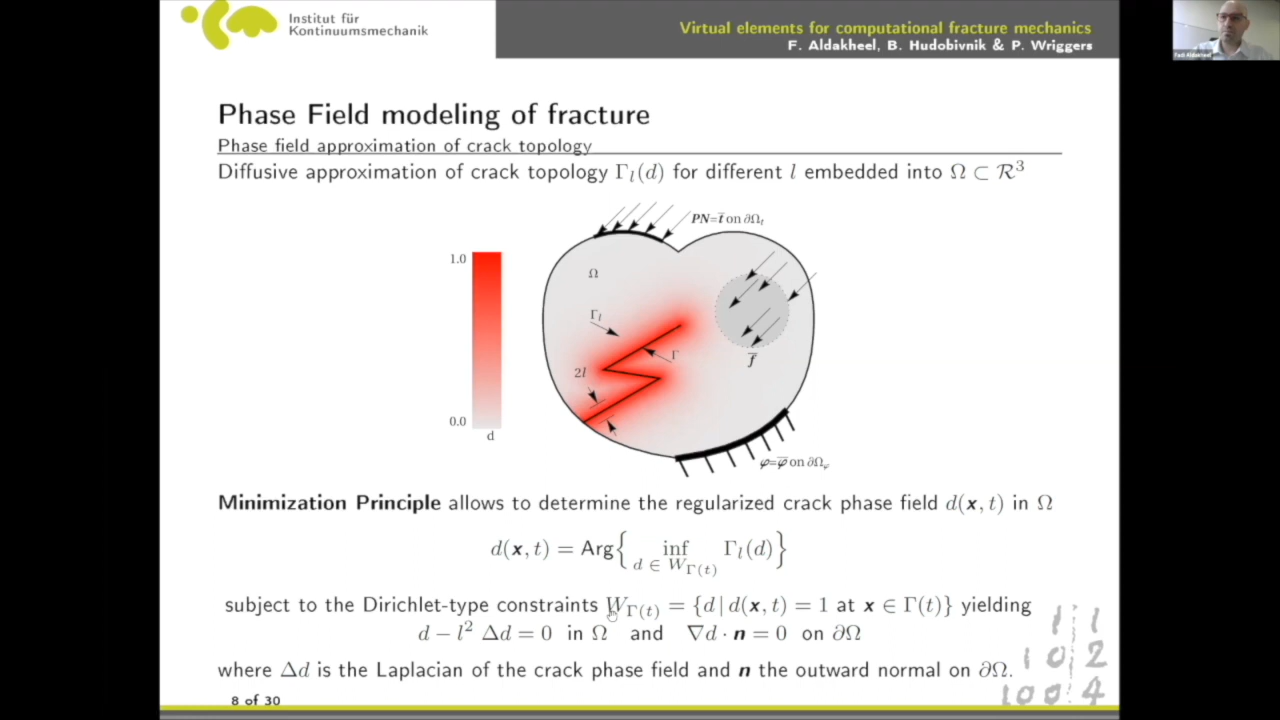 Institut für
Kontinuumsmechanik
Virtual elements for computational fracture mechanics
F. Aldakheel, B. Hudobivnik & P. Wriggers
Fadi Aldakheel
Phase Field modeling of fracture
Phase field approximation of crack topology
Diffusive approximation of crack topology Γ_l(d) for different l embedded into Ω ⊂ R³
PN=t̄ on ∂Ω_t
1.0
Ω
Γ_l
Γ
f̄
2l
0.0
d
φ=φ̄ on ∂Ω_φ
Minimization Principle allows to determine the regularized crack phase field d(x, t) in Ω
d(x, t) = Arg{ inf_{d ∈ W_Γ(t)} Γ_l(d) }
subject to the Dirichlet-type constraints W_Γ(t) = {d | d(x, t) = 1 at x ∈ Γ(t)} yielding
d − l² Δd = 0 in Ω and ∇d · n = 0 on ∂Ω
where Δd is the Laplacian of the crack phase field and n the outward normal on ∂Ω.
1 1
10 2
100 4
8 of 30